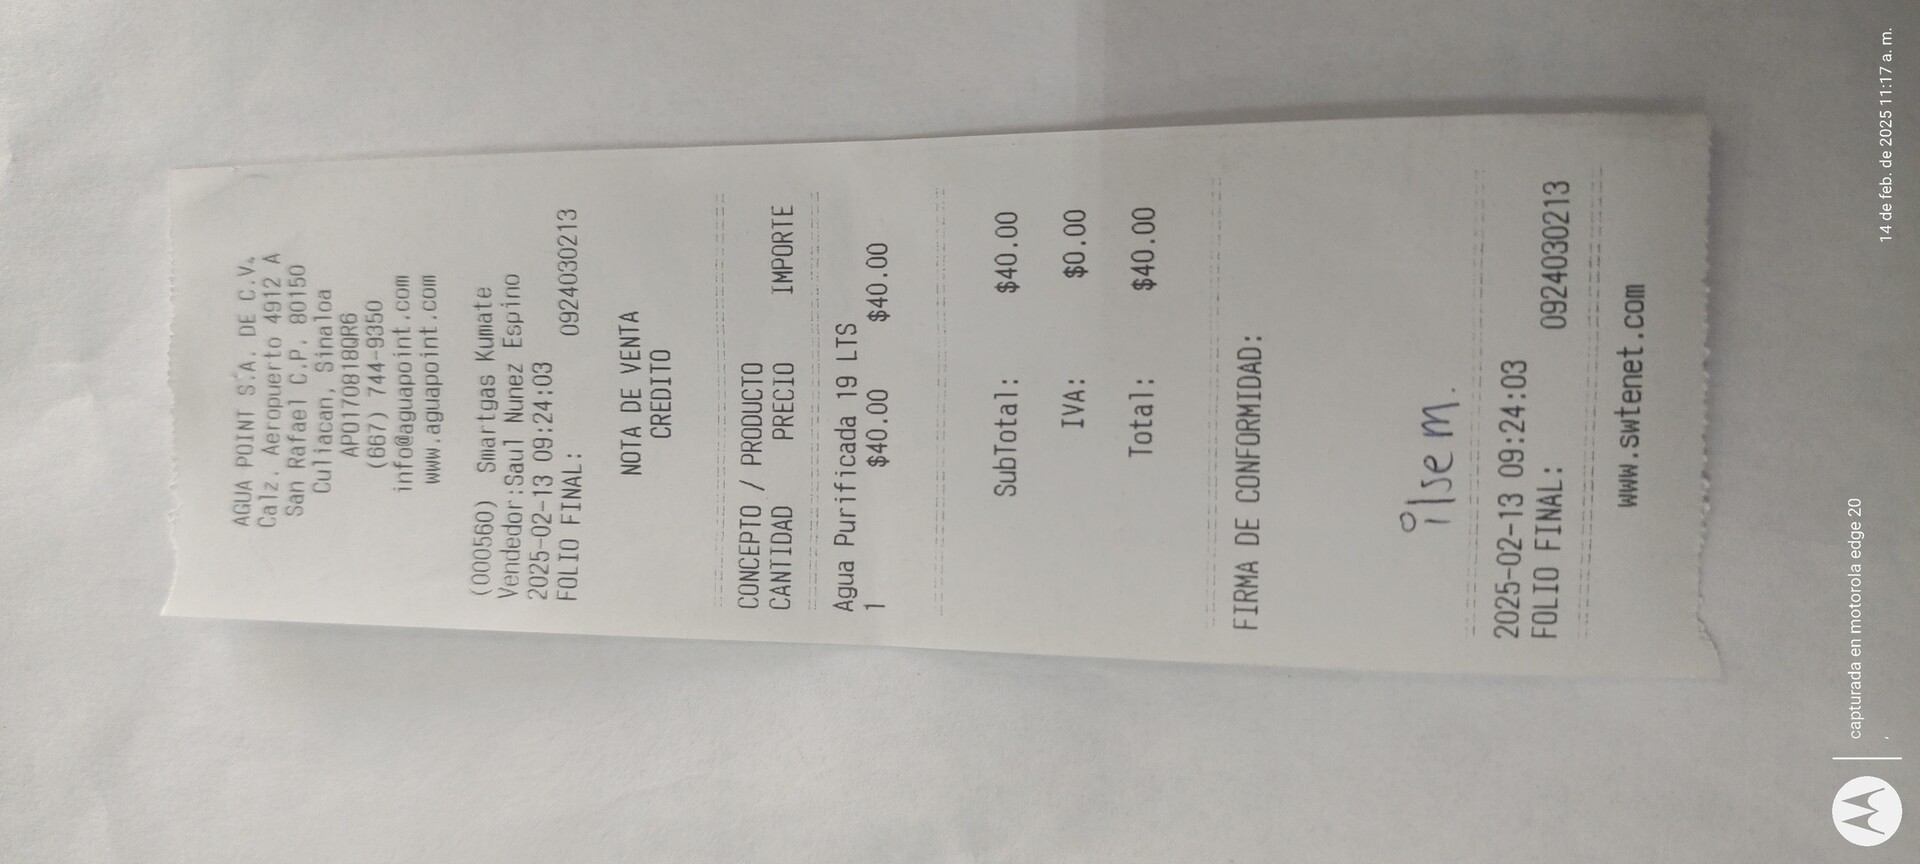 AGUA POINT S.A. DE C.V.
Calz. Aeropuerto 4912 A
San Rafael C.P. 80150
Culiacan, Sinaloa
APO170818QR6
(667) 744-9350
info@aguapoint.com
www.aguapoint.com
(000560) Smartgas Kumate
Vendedor:Saul Nunez Espino
2025-02-13 09:24:03
FOLIO FINAL: 0924030213
NOTA DE VENTA
CREDITO
CONCEPTO / PRODUCTO
CANTIDAD PRECIO IMPORTE
Agua Purificada 19 LTS
1 $40.00 $40.00
SubTotal: $40.00
IVA: $0.00
Total: $40.00
FIRMA DE CONFORMIDAD:
ilse m.
2025-02-13 09:24:03
FOLIO FINAL: 0924030213
www.swtenet.com
capturada en motorola edge 20
14 de feb. de 2025 11:17 a. m.